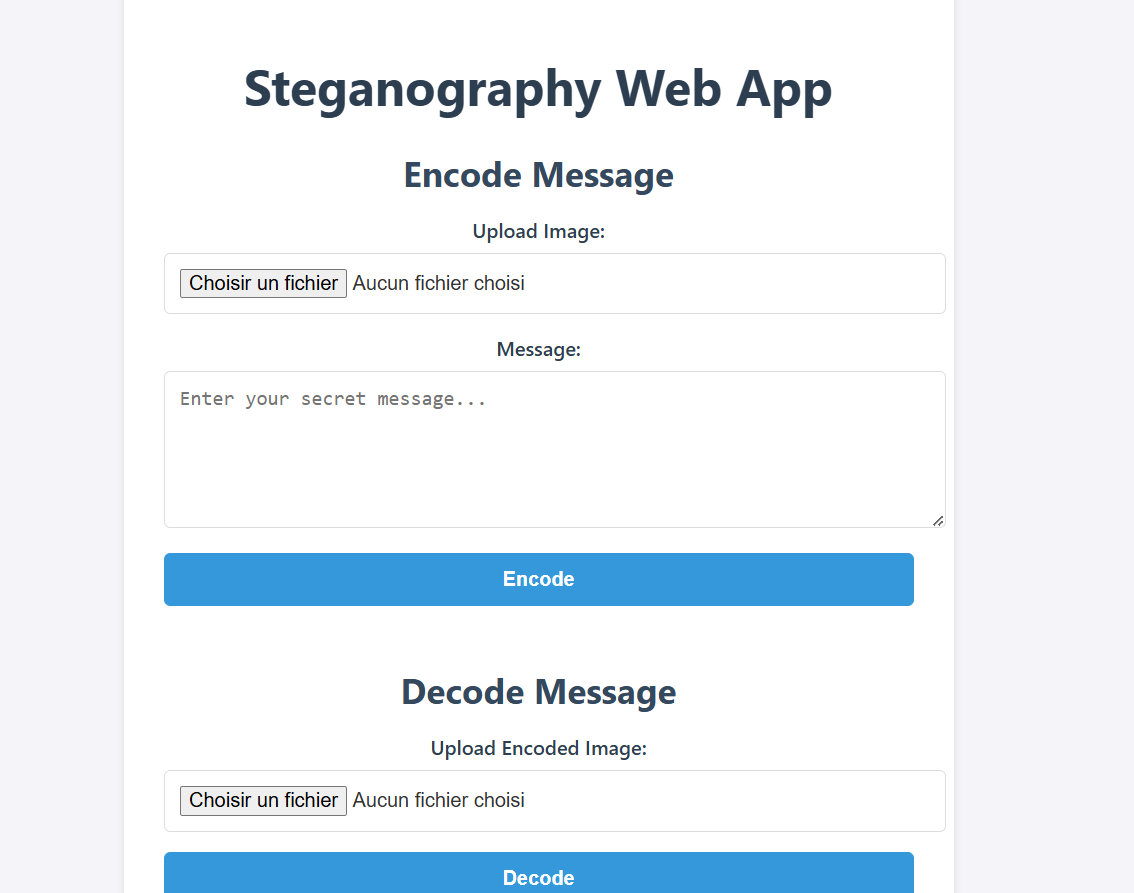 Steganography Web App
Encode Message
Upload Image:
Choisir un fichier Aucun fichier choisi
Message:
Enter your secret message...
Encode
Decode Message
Upload Encoded Image:
Choisir un fichier Aucun fichier choisi
Decode